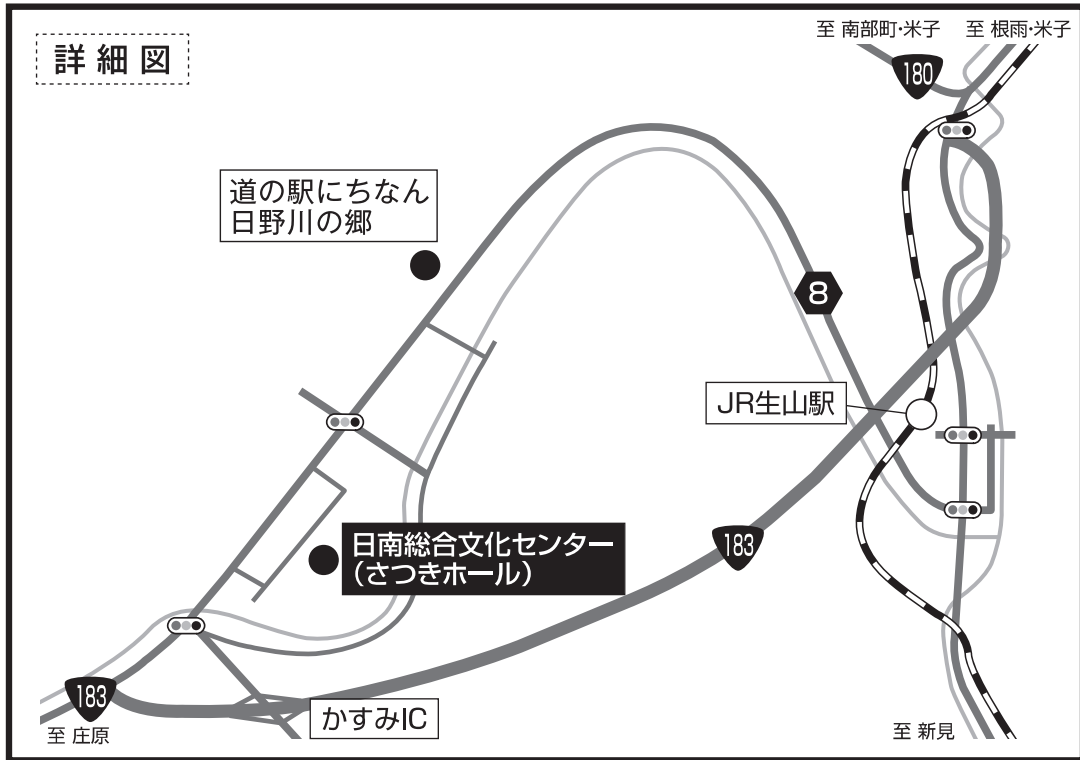 詳細図
至 南部町・米子
至 根雨・米子
180
道の駅にちなん
日野川の郷
8
JR生山駅
183
日南総合文化センター
（さつきホール）
183
かすみIC
至 庄原
至 新見